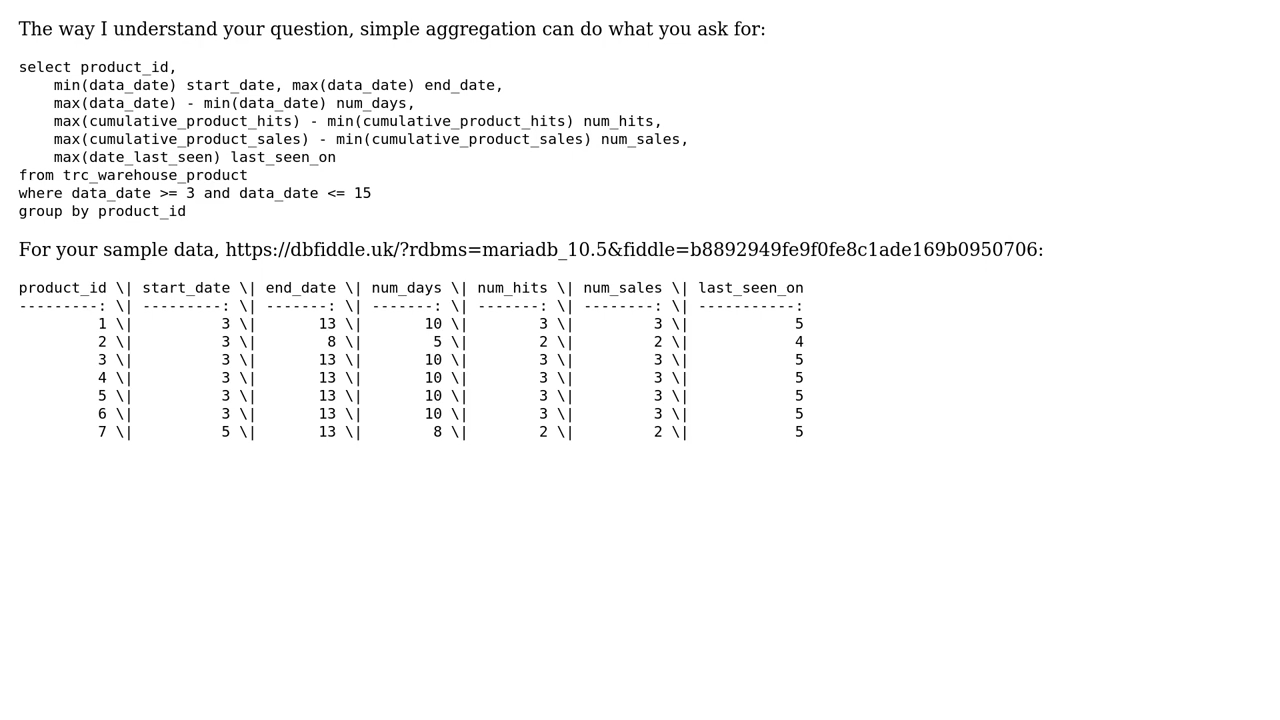 The way I understand your question, simple aggregation can do what you ask for:
select product_id,
    min(data_date) start_date, max(data_date) end_date,
    max(data_date) - min(data_date) num_days,
    max(cumulative_product_hits) - min(cumulative_product_hits) num_hits,
    max(cumulative_product_sales) - min(cumulative_product_sales) num_sales,
    max(date_last_seen) last_seen_on
from trc_warehouse_product
where data_date >= 3 and data_date <= 15
group by product_id
For your sample data, https://dbfiddle.uk/?rdbms=mariadb_10.5&fiddle=b8892949fe9f0fe8c1ade169b0950706:
product_id \| start_date \| end_date \| num_days \| num_hits \| num_sales \| last_seen_on
---------: \| ---------: \| -------: \| -------: \| -------: \| --------: \| -----------:
         1 \|          3 \|       13 \|       10 \|        3 \|         3 \|            5
         2 \|          3 \|        8 \|        5 \|        2 \|         2 \|            4
         3 \|          3 \|       13 \|       10 \|        3 \|         3 \|            5
         4 \|          3 \|       13 \|       10 \|        3 \|         3 \|            5
         5 \|          3 \|       13 \|       10 \|        3 \|         3 \|            5
         6 \|          3 \|       13 \|       10 \|        3 \|         3 \|            5
         7 \|          5 \|       13 \|        8 \|        2 \|         2 \|            5